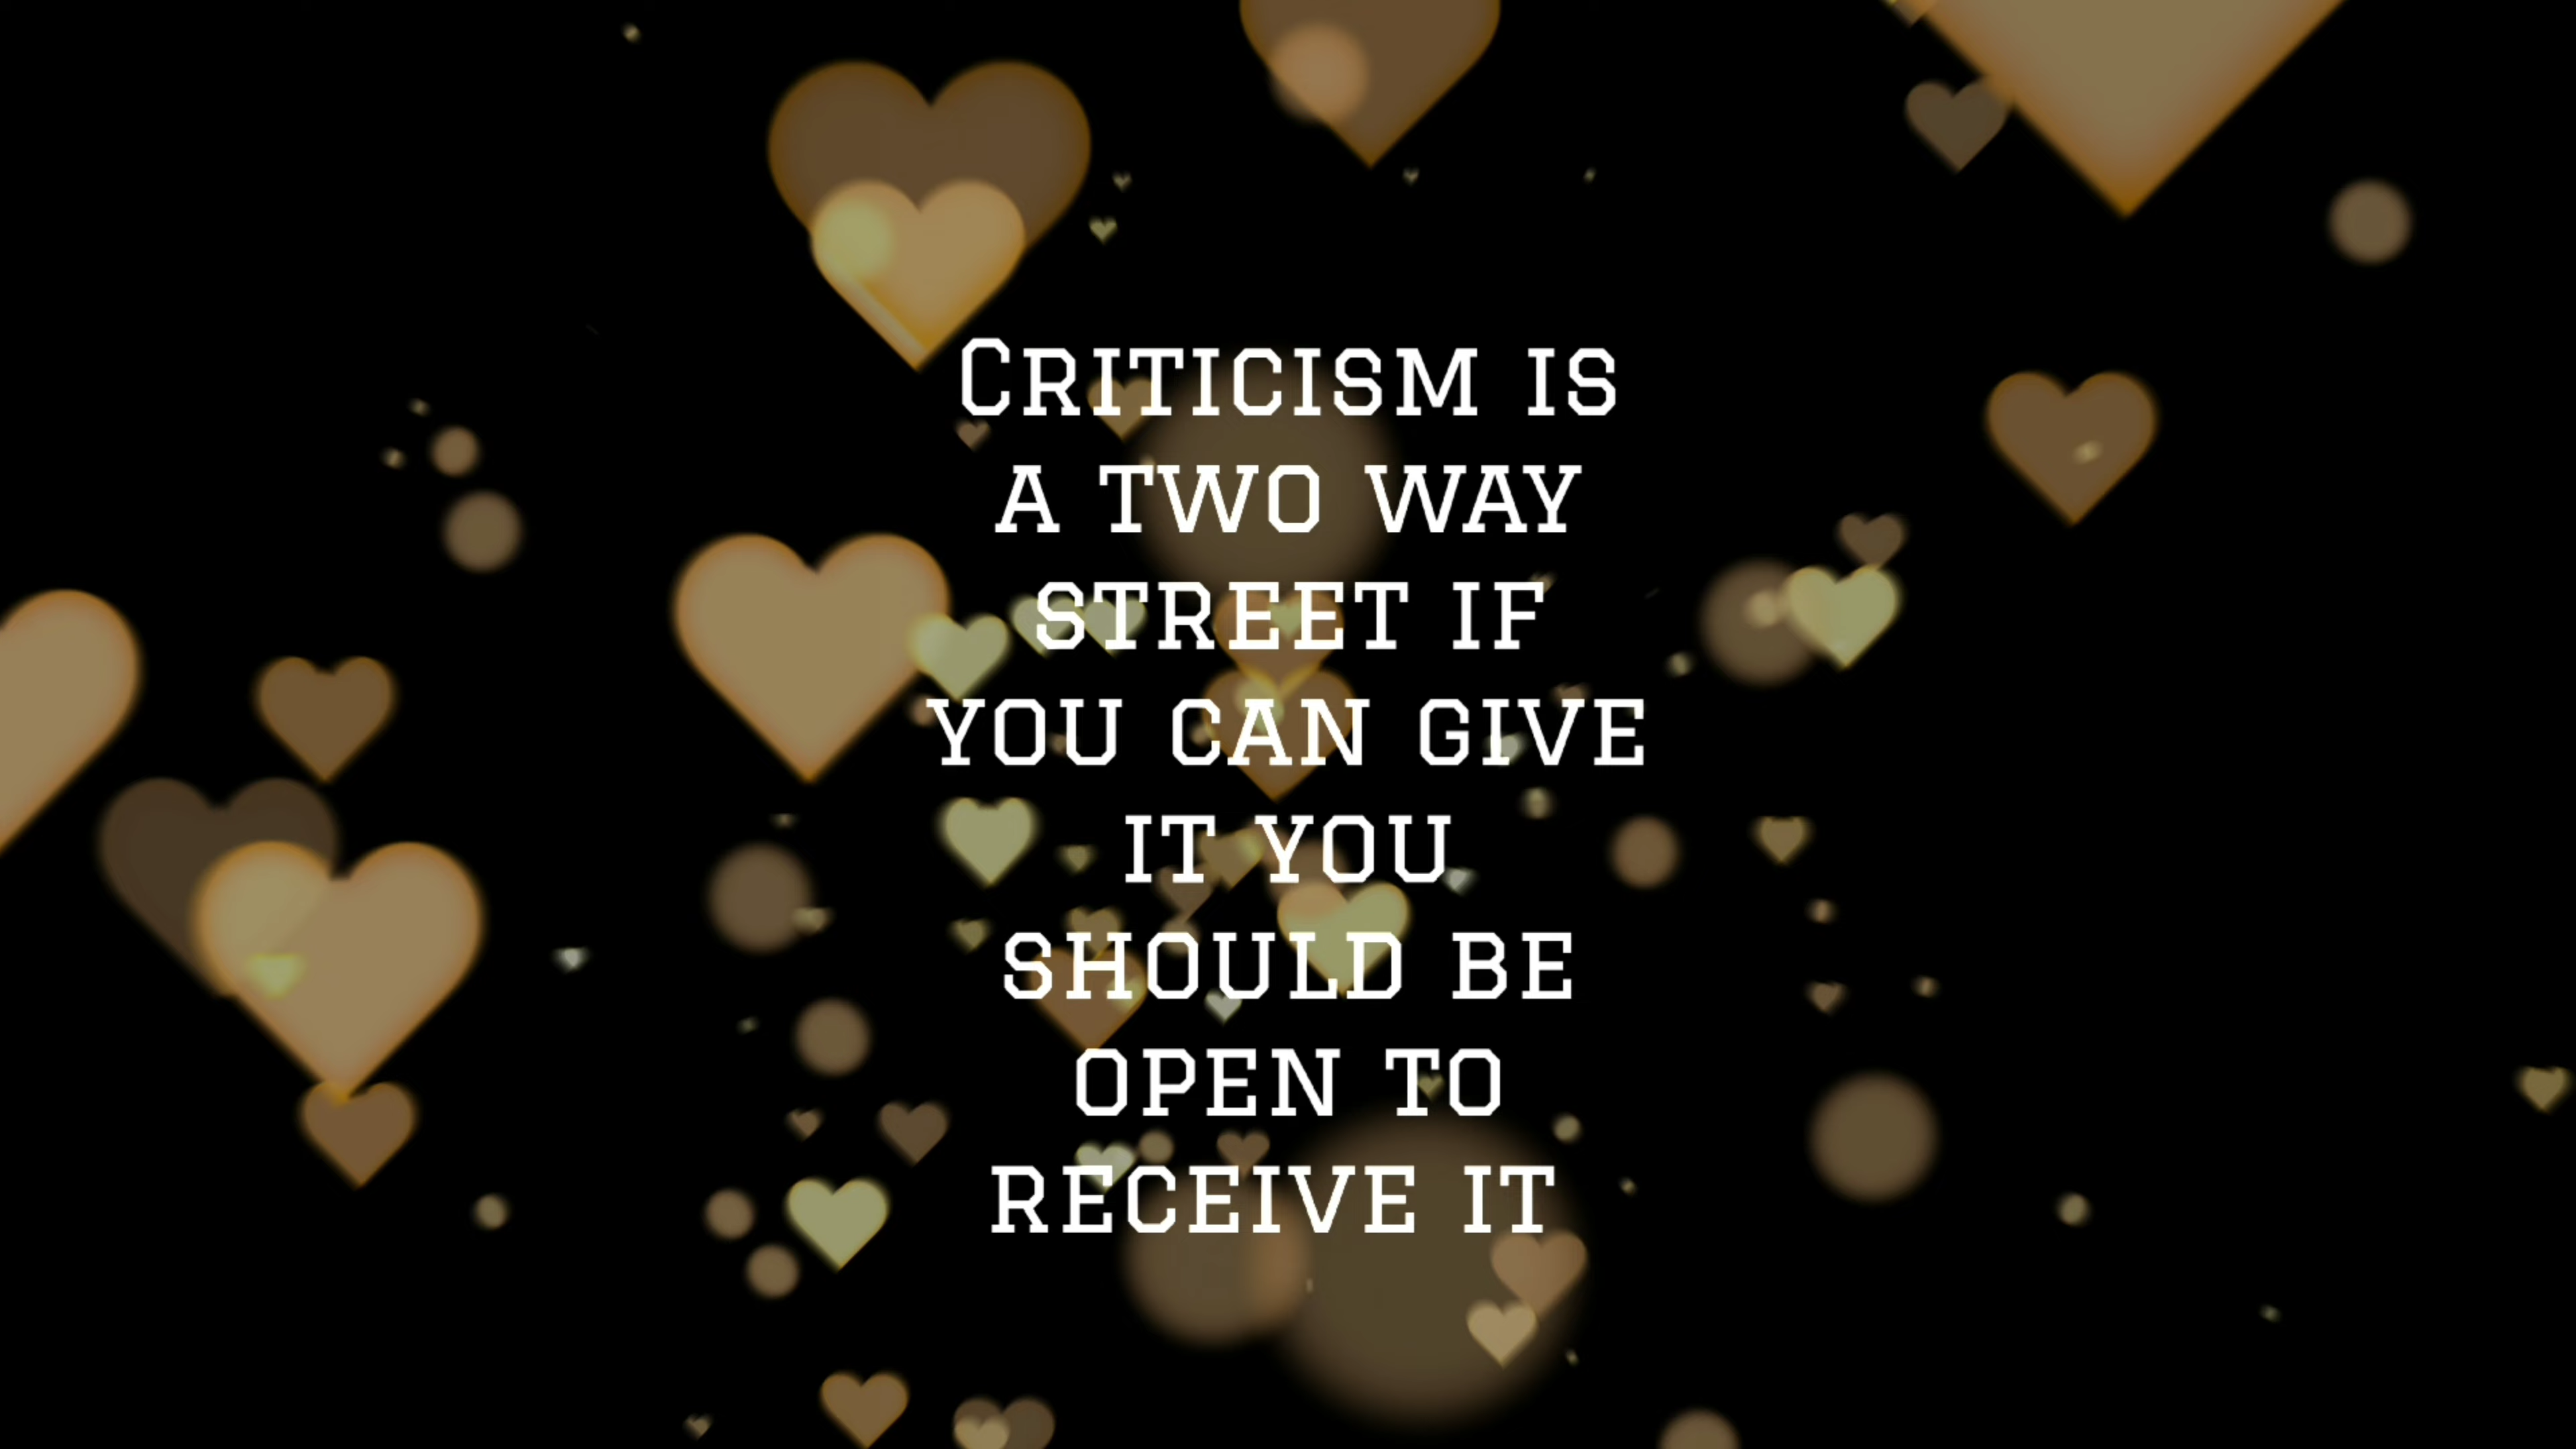 Criticism is
a two way
street if
you can give
it you
should be
open to
receive it